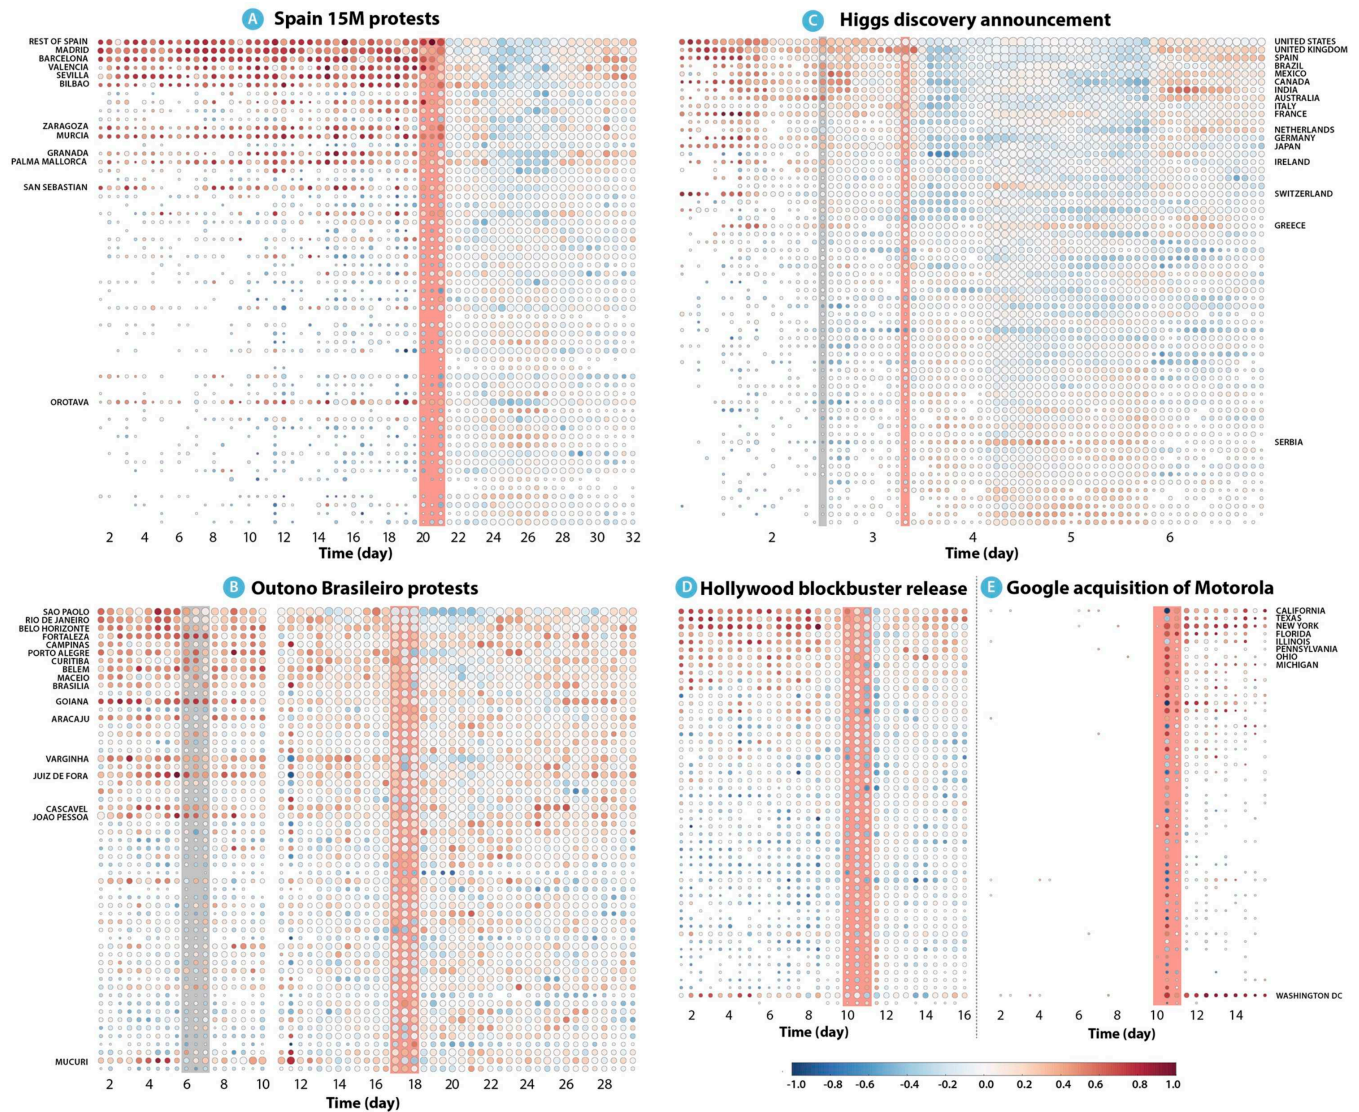 A Spain 15M protests
REST OF SPAIN
MADRID
BARCELONA
VALENCIA
SEVILLA
BILBAO
ZARAGOZA
MURCIA
GRANADA
PALMA MALLORCA
SAN SEBASTIAN
OROTAVA
2 4 6 8 10 12 14 16 18 20 22 24 26 28 30 32
Time (day)
C Higgs discovery announcement
UNITED STATES
UNITED KINGDOM
SPAIN
BRAZIL
MEXICO
CANADA
INDIA
AUSTRALIA
ITALY
FRANCE
NETHERLANDS
GERMANY
JAPAN
IRELAND
SWITZERLAND
GREECE
SERBIA
2 3 4 5 6
Time (day)
B Outono Brasileiro protests
SAO PAOLO
RIO DE JANEIRO
BELO HORIZONTE
FORTALEZA
CAMPINAS
PORTO ALEGRE
CURITIBA
BELEM
MACEIO
BRASILIA
GOIANA
ARACAJU
VARGINHA
JUIZ DE FORA
CASCAVEL
JOAO PESSOA
MUCURI
2 4 6 8 10 12 14 16 18 20 22 24 26 28
Time (day)
D Hollywood blockbuster release
2 4 6 8 10 12 14 16
Time (day)
E Google acquisition of Motorola
CALIFORNIA
TEXAS
NEW YORK
FLORIDA
ILLINOIS
PENNSYLVANIA
OHIO
MICHIGAN
WASHINGTON DC
2 4 6 8 10 12 14
Time (day)
-1.0 -0.8 -0.6 -0.4 -0.2 0.0 0.2 0.4 0.6 0.8 1.0